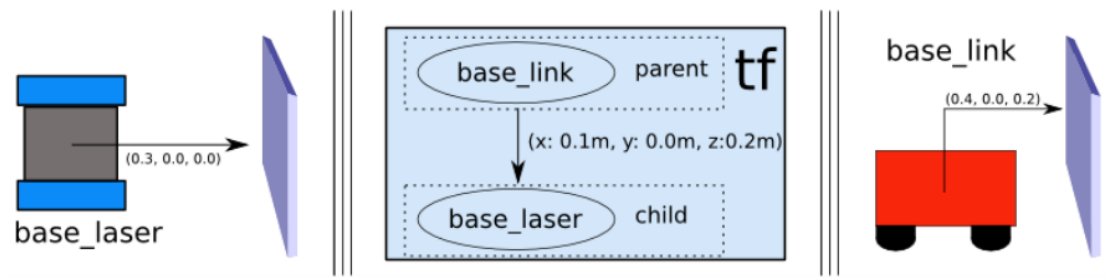 (0.3, 0.0, 0.0)
base_laser
base_link
parent
tf
(x: 0.1m, y: 0.0m, z:0.2m)
base_laser
child
base_link
(0.4, 0.0, 0.2)